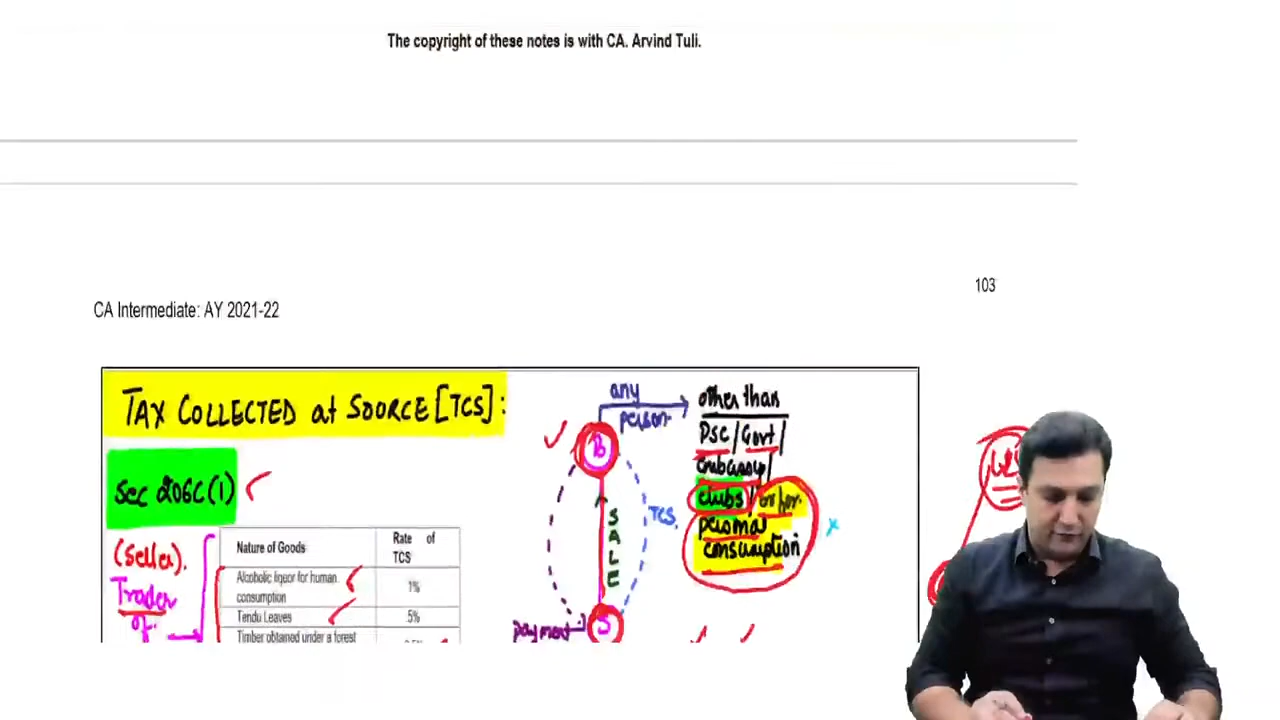 The copyright of these notes is with CA. Arvind Tuli.
103
CA Intermediate: AY 2021-22
TAX COLLECTED at SOURCE [TCS]:
Sec 206C(1)
(Seller).
Trader
of
Nature of Goods
Rate of
TCS
Alcoholic liquor for human
consumption
1%
Tendu Leaves
5%
Timber obtained under a forest
any
person
B
SALE
TCS
payment
S
other than
PSC/Govt/
embassy/
clubs/or for
personal
consumption